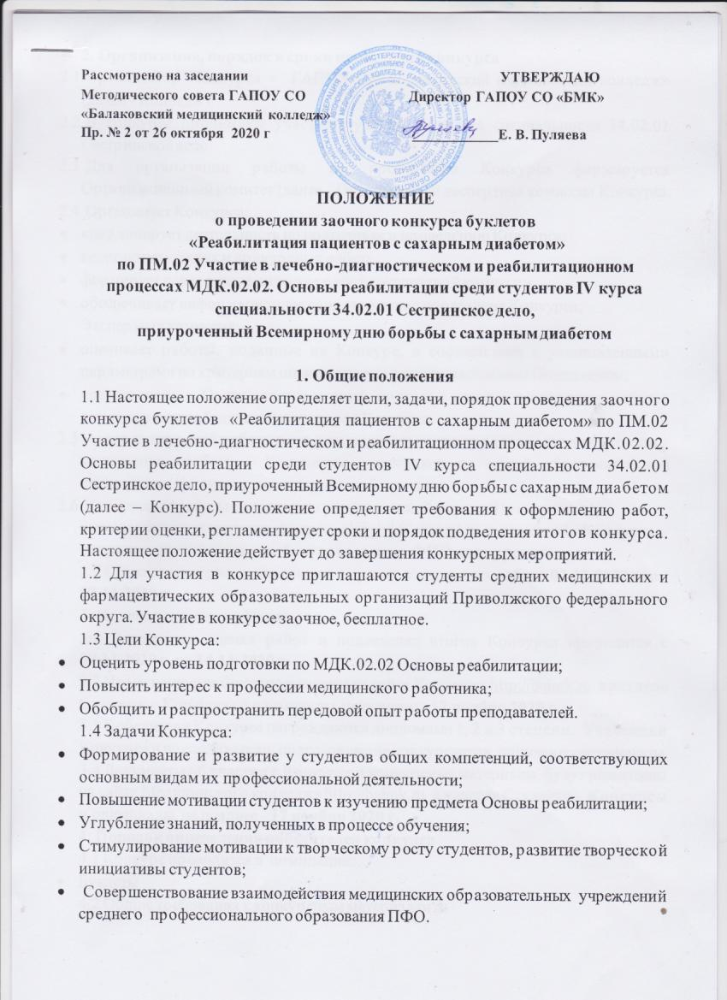 Рассмотрено на заседании УТВЕРЖДАЮ
Методического совета ГАПОУ СО Директор ГАПОУ СО «БМК»
«Балаковский медицинский колледж»
Пр. № 2 от 26 октября 2020 г ____________Е. В. Пуляева
ПОЛОЖЕНИЕ
о проведении заочного конкурса буклетов
«Реабилитация пациентов с сахарным диабетом»
по ПМ.02 Участие в лечебно-диагностическом и реабилитационном
процессах МДК.02.02. Основы реабилитации среди студентов IV курса
специальности 34.02.01 Сестринское дело,
приуроченный Всемирному дню борьбы с сахарным диабетом
1. Общие положения
1.1 Настоящее положение определяет цели, задачи, порядок проведения заочного
конкурса буклетов «Реабилитация пациентов с сахарным диабетом» по ПМ.02
Участие в лечебно-диагностическом и реабилитационном процессах МДК.02.02.
Основы реабилитации среди студентов IV курса специальности 34.02.01
Сестринское дело, приуроченный Всемирному дню борьбы с сахарным диабетом
(далее – Конкурс). Положение определяет требования к оформлению работ,
критерии оценки, регламентирует сроки и порядок подведения итогов конкурса.
Настоящее положение действует до завершения конкурсных мероприятий.
1.2 Для участия в конкурсе приглашаются студенты средних медицинских и
фармацевтических образовательных организаций Приволжского федерального
округа. Участие в конкурсе заочное, бесплатное.
1.3 Цели Конкурса:
• Оценить уровень подготовки по МДК.02.02 Основы реабилитации;
• Повысить интерес к профессии медицинского работника;
• Обобщить и распространить передовой опыт работы преподавателей.
1.4 Задачи Конкурса:
• Формирование и развитие у студентов общих компетенций, соответствующих
основным видам их профессиональной деятельности;
• Повышение мотивации студентов к изучению предмета Основы реабилитации;
• Углубление знаний, полученных в процессе обучения;
• Стимулирование мотивации к творческому росту студентов, развитие творческой
инициативы студентов;
• Совершенствование взаимодействия медицинских образовательных учреждений
среднего профессионального образования ПФО.